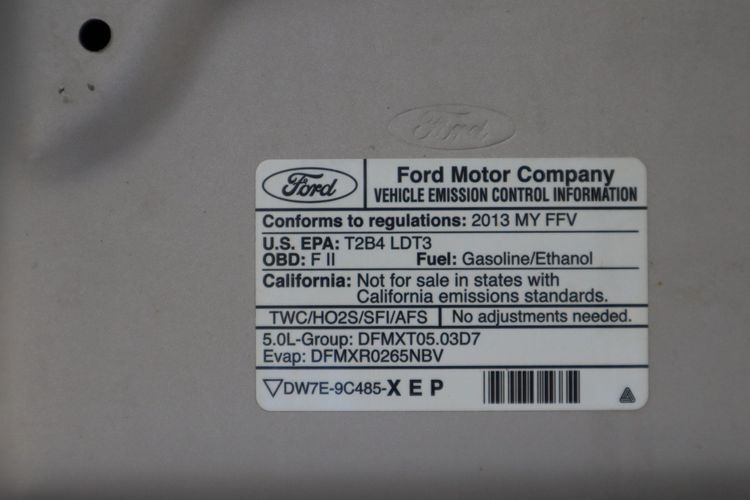 Ford
Ford
Ford Motor Company
VEHICLE EMISSION CONTROL INFORMATION
Conforms to regulations: 2013 MY FFV
U.S. EPA: T2B4 LDT3
OBD: F II Fuel: Gasoline/Ethanol
California: Not for sale in states with
California emissions standards.
TWC/HO2S/SFI/AFS No adjustments needed.
5.0L-Group: DFMXT05.03D7
Evap: DFMXR0265NBV
DW7E-9C485-X E P